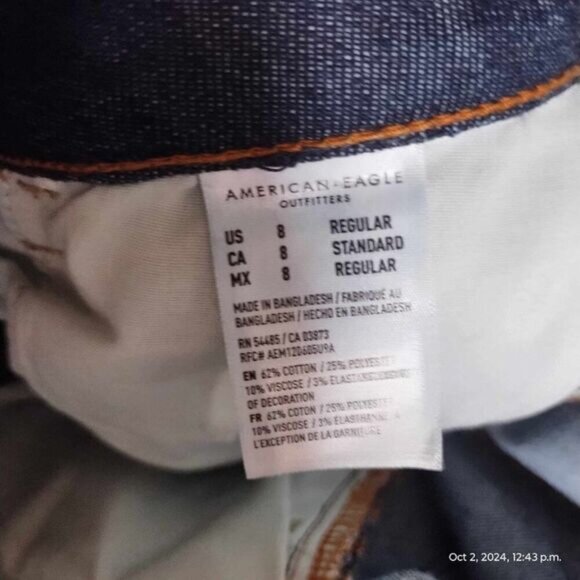 AMERICAN EAGLE
OUTFITTERS
US 8 REGULAR
CA 8 STANDARD
MX 8 REGULAR
MADE IN BANGLADESH / FABRIQUÉ AU
BANGLADESH / HECHO EN BANGLADESH
RN 54485 / CA 03873
RFC# AEM120605U9A
EN 62% COTTON / 25% POLYESTER
10% VISCOSE / 3% ELASTANE
OF DECORATION
FR 62% COTON / 25% POLYESTER
10% VISCOSE / 3% ÉLASTHANNE À
L'EXCEPTION DE LA GARNITURE
Oct 2, 2024, 12:43 p.m.